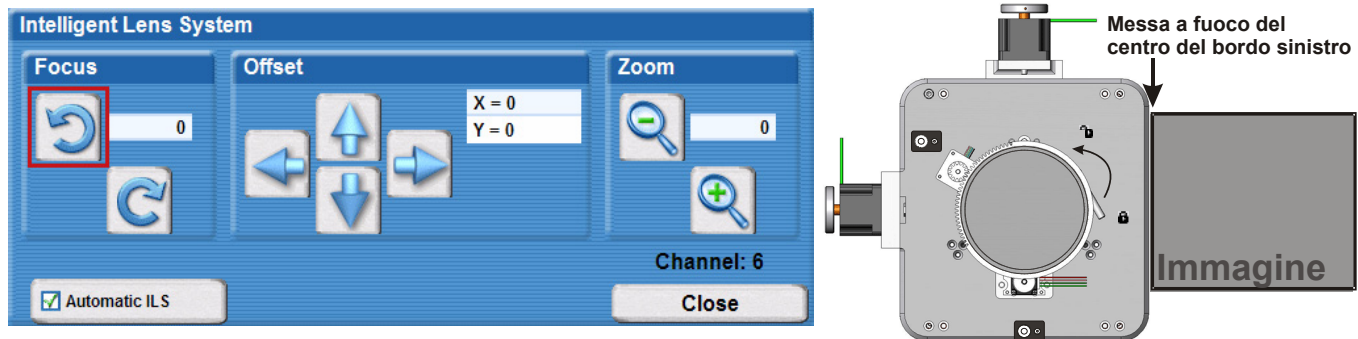 Intelligent Lens System
Focus
0
Offset
X = 0
Y = 0
Zoom
0
Channel: 6
Automatic ILS
Close
Messa a fuoco del
centro del bordo sinistro
Immagine